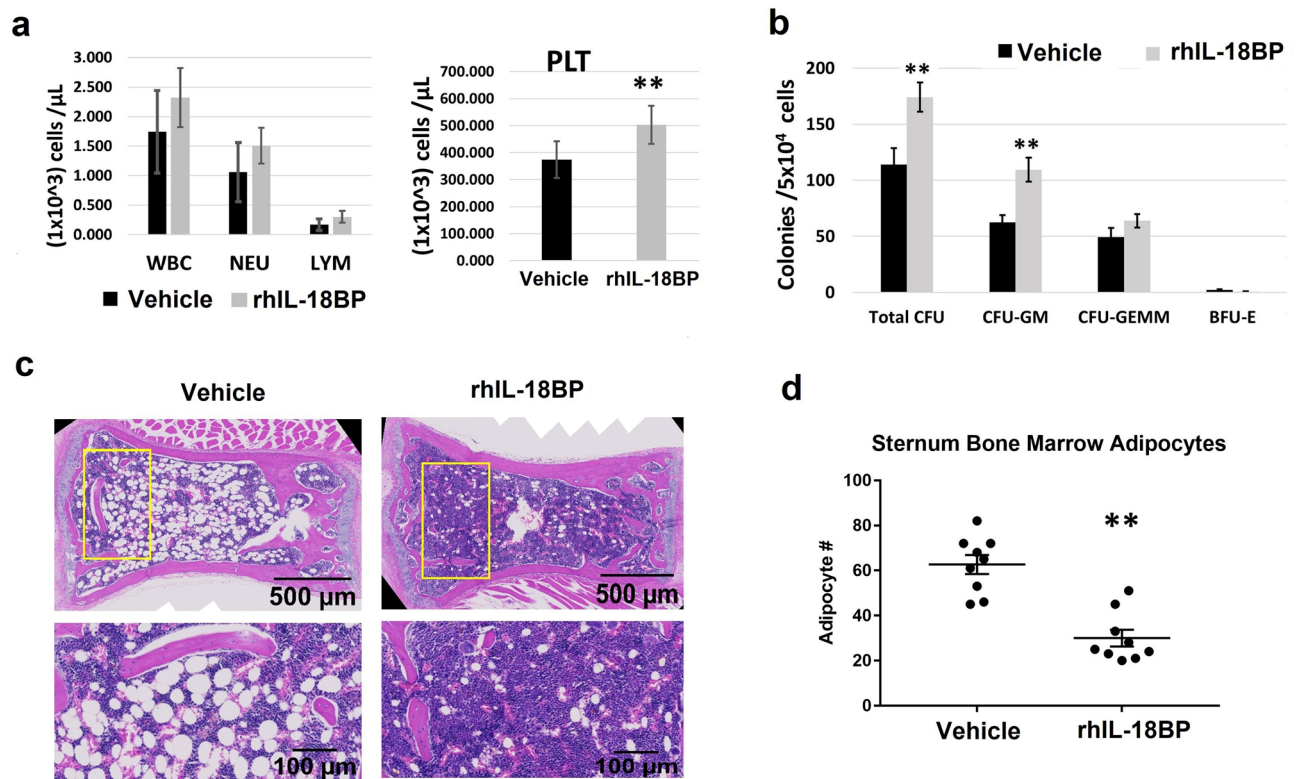 a
3.000
2.500
2.000
1.500
1.000
0.500
0.000
(1x10^3) cells /µL
WBC NEU LYM
Vehicle rhIL-18BP
PLT
**
700.000
600.000
500.000
400.000
300.000
200.000
100.000
0.000
(1x10^3) cells /µL
Vehicle rhIL-18BP
b
Vehicle rhIL-18BP
200
150
100
50
0
Colonies /5x10⁴ cells
**
**
Total CFU CFU-GM CFU-GEMM BFU-E
c
Vehicle rhIL-18BP
500 µm 500 µm
100 µm 100 µm
d
Sternum Bone Marrow Adipocytes
100
80
60
40
20
0
Adipocyte #
**
Vehicle rhIL-18BP